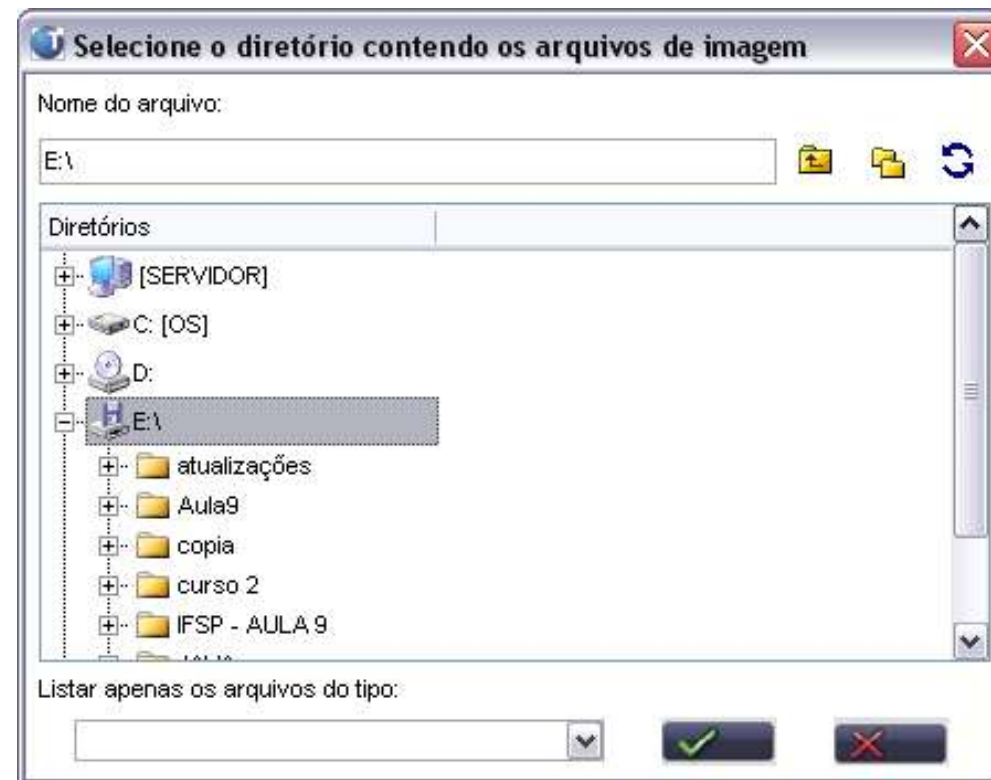 Selecione o diretório contendo os arquivos de imagem
Nome do arquivo:
E:\
Diretórios
[SERVIDOR]
C: [OS]
D:
E:\
atualizações
Aula9
copia
curso 2
IFSP - AULA 9
Listar apenas os arquivos do tipo: